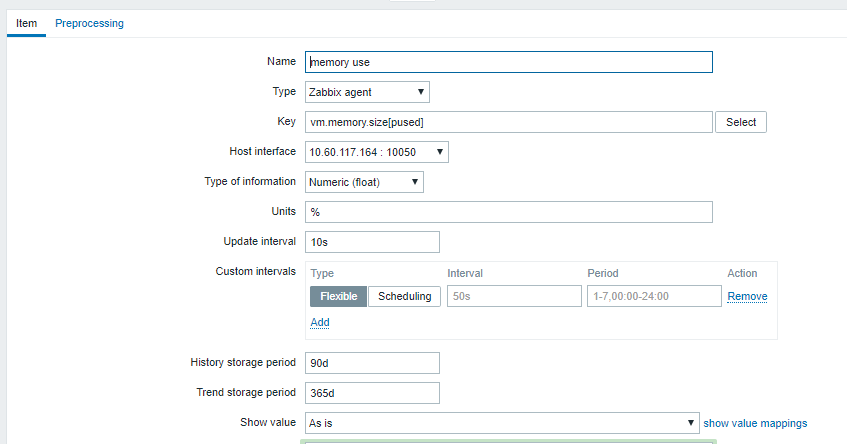 Item Preprocessing
Name memory use
Type Zabbix agent
Key vm.memory.size[pused] Select
Host interface 10.60.117.164 : 10050
Type of information Numeric (float)
Units %
Update interval 10s
Custom intervals Type Interval Period Action
Flexible Scheduling 50s 1-7,00:00-24:00 Remove
Add
History storage period 90d
Trend storage period 365d
Show value As is show value mappings